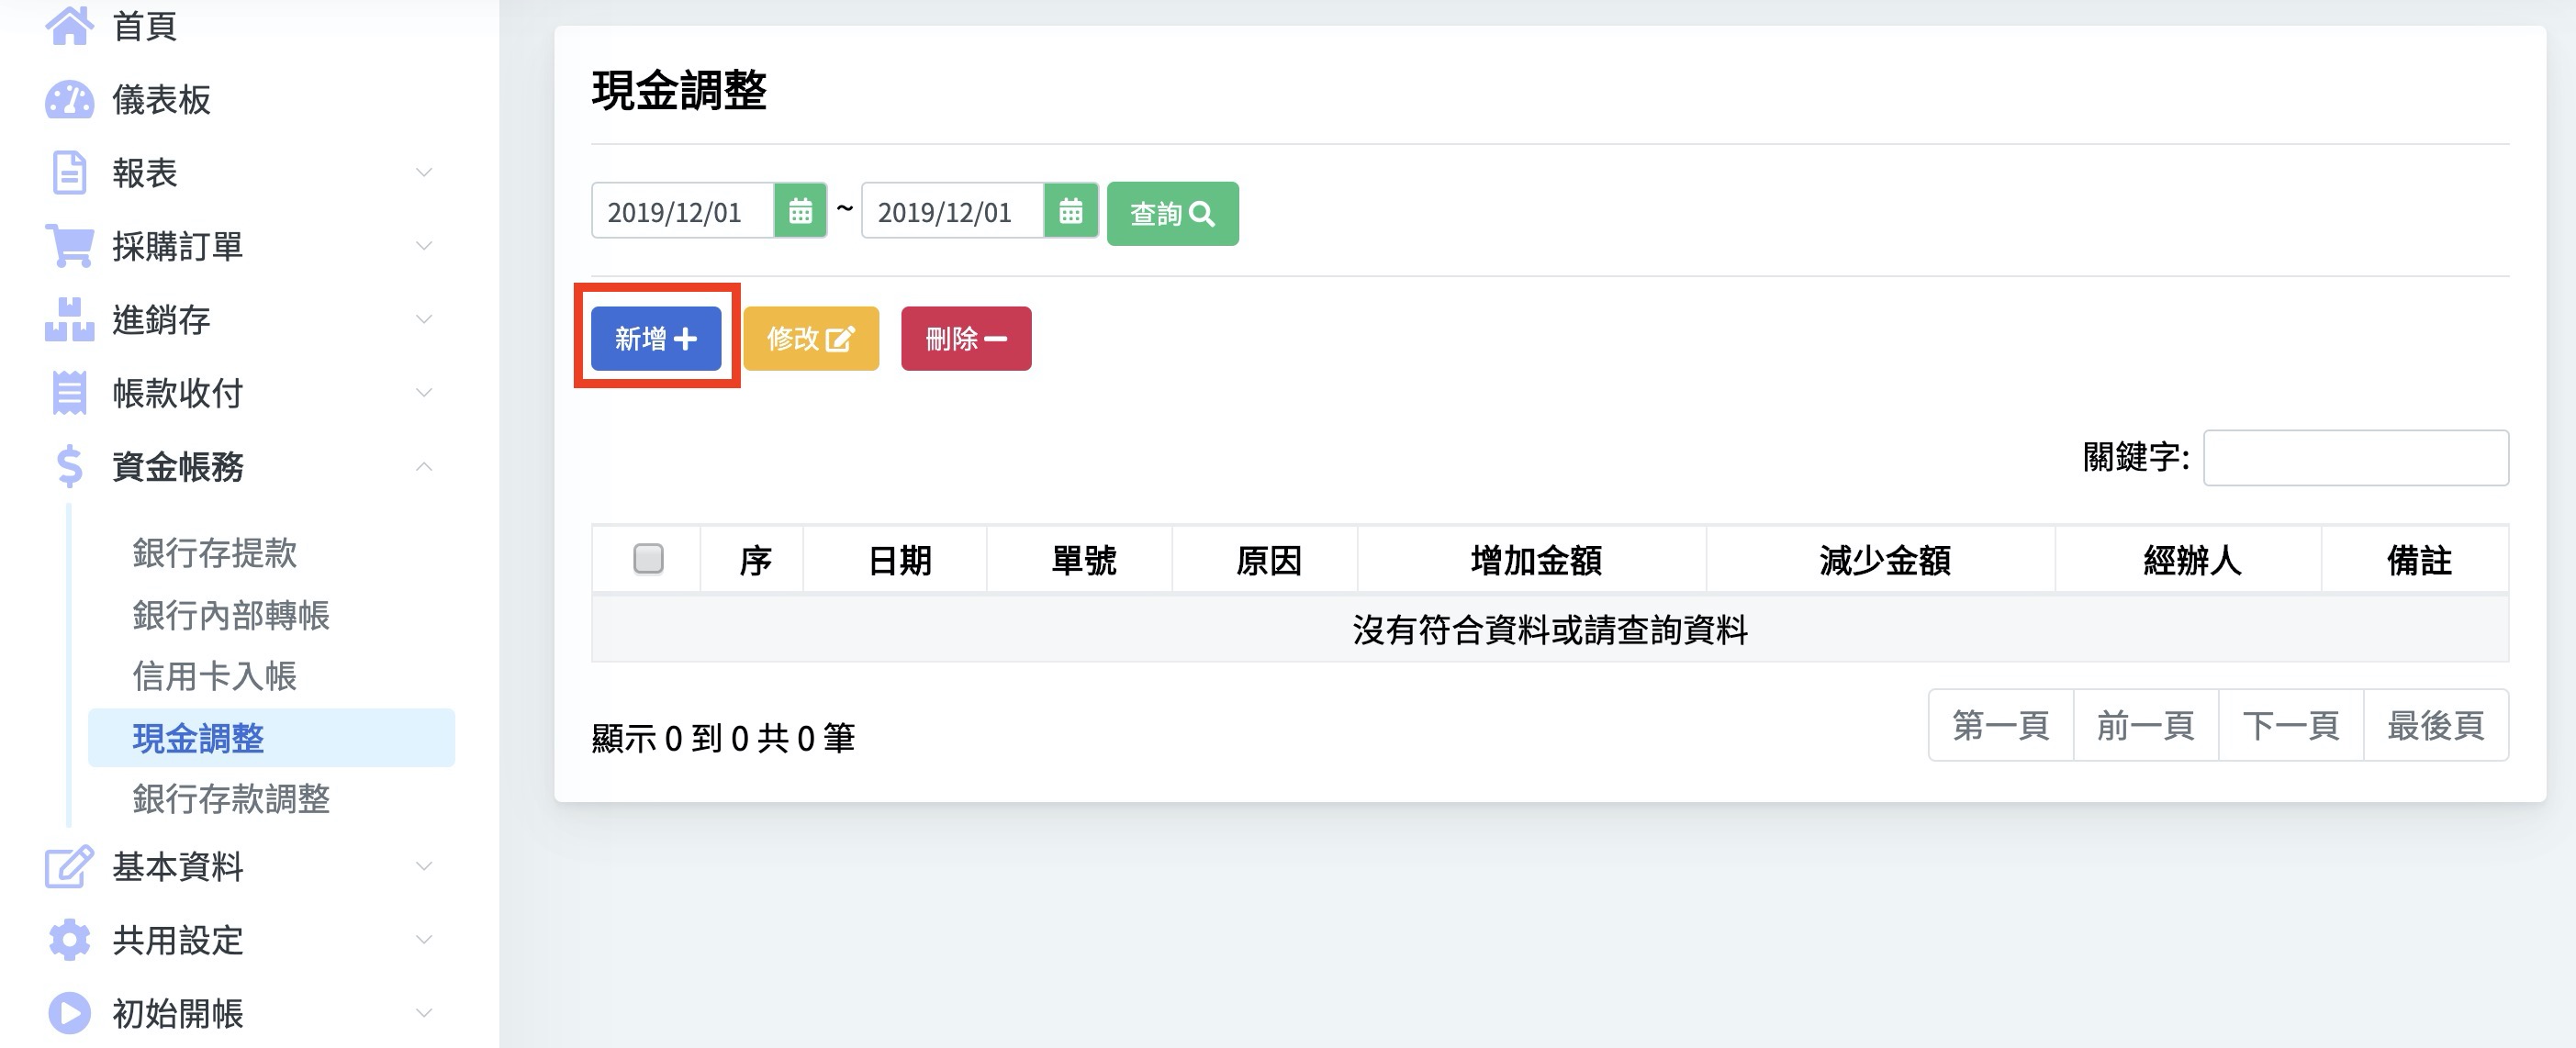 首頁
儀表板
報表
採購訂單
進銷存
帳款收付
資金帳務
銀行存提款
銀行內部轉帳
信用卡入帳
現金調整
銀行存款調整
基本資料
共用設定
初始開帳
現金調整
2019/12/01 ~ 2019/12/01 查詢
新增 修改 刪除
關鍵字:
序 日期 單號 原因 增加金額 減少金額 經辦人 備註
沒有符合資料或請查詢資料
顯示 0 到 0 共 0 筆
第一頁 前一頁 下一頁 最後頁